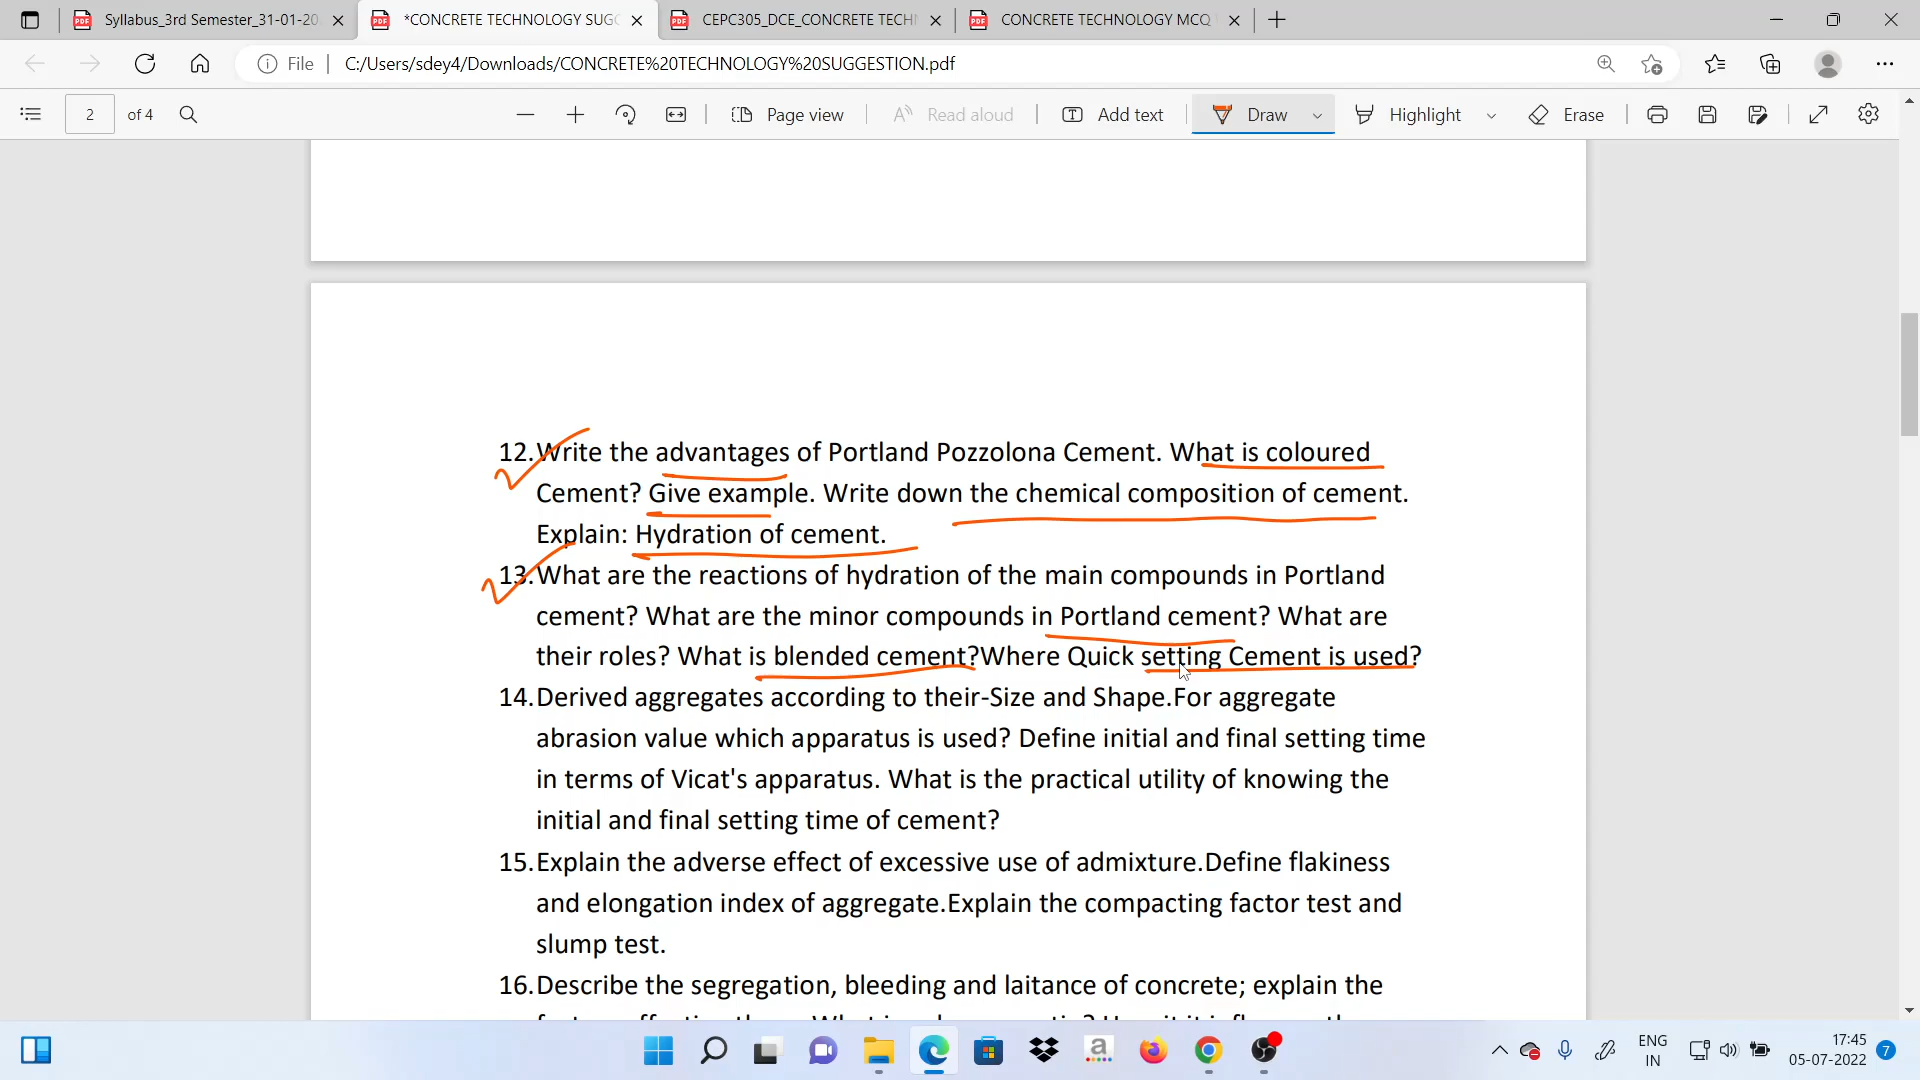 Syllabus_3rd Semester_31-01-20
*CONCRETE TECHNOLOGY SUGG
CEPC305_DCE_CONCRETE TECH
CONCRETE TECHNOLOGY MCQ
File
C:/Users/sdey4/Downloads/CONCRETE%20TECHNOLOGY%20SUGGESTION.pdf
2 of 4
Page view
Read aloud
Add text
Draw
Highlight
Erase
12.Write the advantages of Portland Pozzolona Cement. What is coloured
Cement? Give example. Write down the chemical composition of cement.
Explain: Hydration of cement.
13.What are the reactions of hydration of the main compounds in Portland
cement? What are the minor compounds in Portland cement? What are
their roles? What is blended cement?Where Quick setting Cement is used?
14.Derived aggregates according to their-Size and Shape.For aggregate
abrasion value which apparatus is used? Define initial and final setting time
in terms of Vicat's apparatus. What is the practical utility of knowing the
initial and final setting time of cement?
15.Explain the adverse effect of excessive use of admixture.Define flakiness
and elongation index of aggregate.Explain the compacting factor test and
slump test.
16.Describe the segregation, bleeding and laitance of concrete; explain the
ENG
IN
17:45
05-07-2022
7